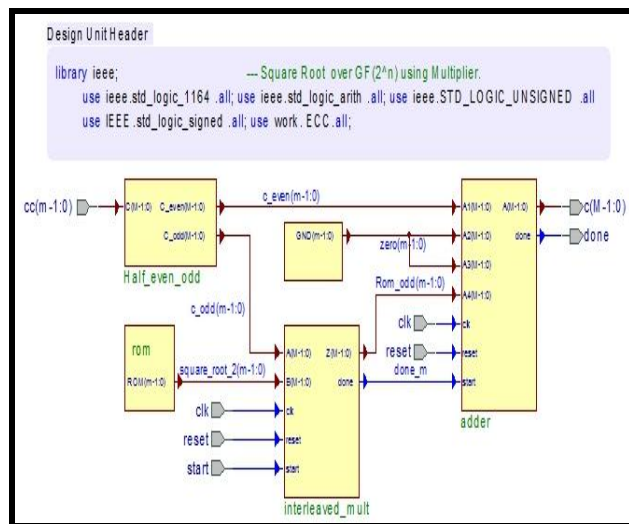 Design Unit Header
library ieee; --- Square Root over GF(2^n) using Multiplier.
use ieee.std_logic_1164 .all; use ieee.std_logic_arith .all; use ieee.STD_LOGIC_UNSIGNED .all
use IEEE .std_logic_signed .all; use work . ECC.all;
cc(m-1:0)
C(M-1:0)
C_even(M-1:0)
C_odd(M-1:0)
Half_even_odd
c_even(m-1:0)
GND(m-1:0)
zero(m-1:0)
A1(M-1:0)
A(M-1:0)
A2(M-1:0)
done
A3(M-1:0)
A4(M-1:0)
clk
reset
start
adder
c(M-1:0)
done
Rom_odd(m-1:0)
clk
reset
done_m
c_odd(m-1:0)
rom
ROM(m-1:0)
square_root_2(m-1:0)
A(M-1:0)
Z(M-1:0)
B(M-1:0)
done
clk
reset
start
clk
reset
start
interleaved_mult